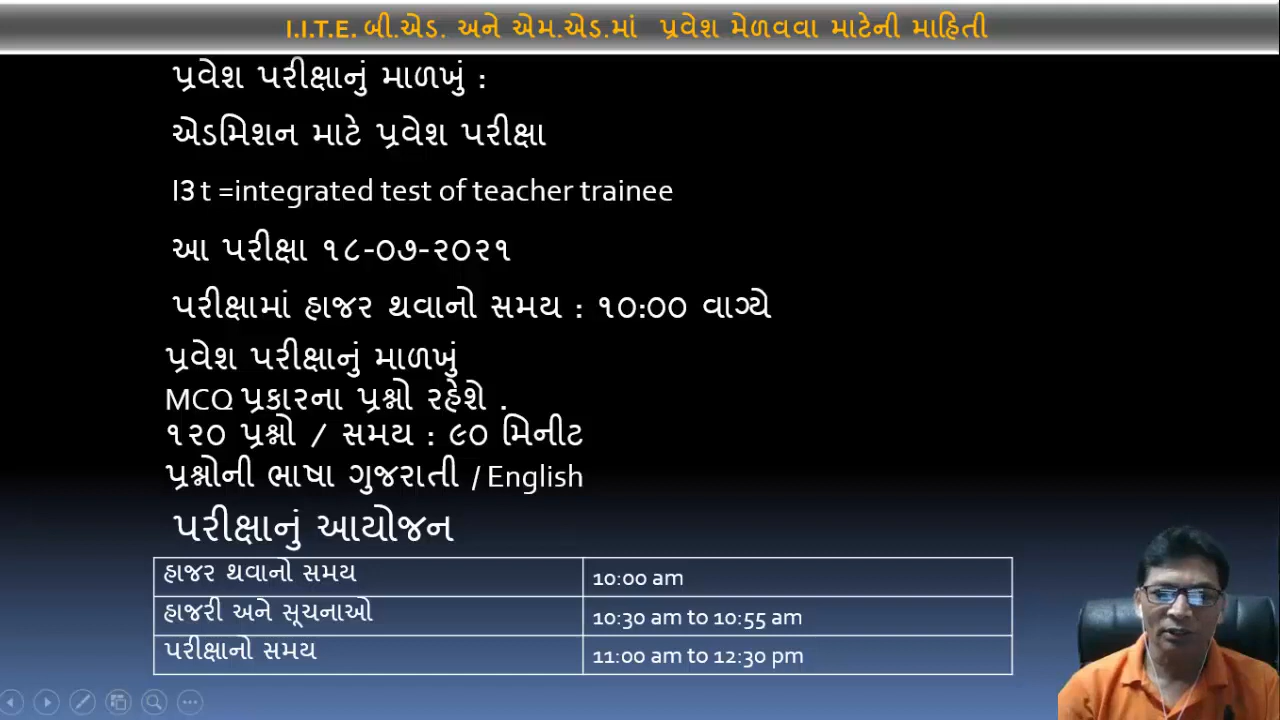 I.I.T.E. બી.એડ. અને એમ.એડ.માં પ્રવેશ મેળવવા માટેની માહિતી
પ્રવેશ પરીક્ષાનું માળખું :
એડમિશન માટે પ્રવેશ પરીક્ષા
I3t =integrated test of teacher trainee
આ પરીક્ષા ૧૮-૦૭-૨૦૨૧
પરીક્ષામાં હાજર થવાનો સમય : ૧૦:૦૦ વાગ્યે
પ્રવેશ પરીક્ષાનું માળખું
MCQ પ્રકારના પ્રશ્નો રહેશે .
૧૨૦ પ્રશ્નો / સમય : ૯૦ મિનીટ
પ્રશ્નોની ભાષા ગુજરાતી / English
પરીક્ષાનું આયોજન
હાજર થવાનો સમય 10:00 am
હાજરી અને સૂચનાઓ 10:30 am to 10:55 am
પરીક્ષાનો સમય 11:00 am to 12:30 pm